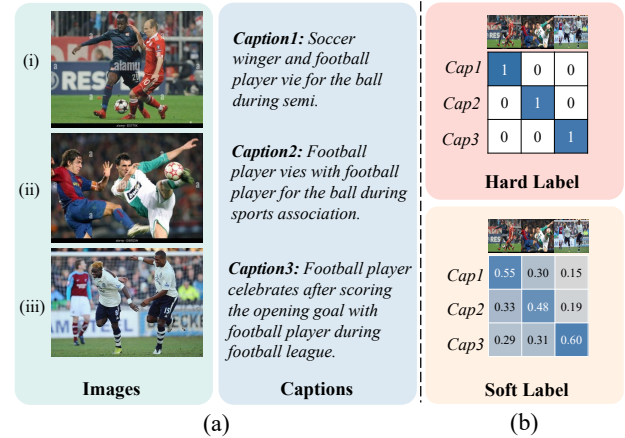 (i)
alamy
(ii)
(iii)
Images
Caption1: Soccer
winger and football
player vie for the ball
during semi.
Caption2: Football
player vies with football
player for the ball during
sports association.
Caption3: Football player
celebrates after scoring
the opening goal with
football player during
football league.
Captions
(a)
Cap1 1 0 0
Cap2 0 1 0
Cap3 0 0 1
Hard Label
Cap1 0.55 0.30 0.15
Cap2 0.33 0.48 0.19
Cap3 0.29 0.31 0.60
Soft Label
(b)